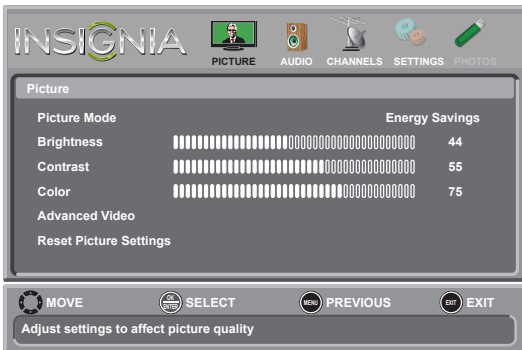 INSIGNIA
PICTURE AUDIO CHANNELS SETTINGS PHOTOS
Picture
Picture Mode Energy Savings
Brightness 44
Contrast 55
Color 75
Advanced Video
Reset Picture Settings
MOVE OK ENTER SELECT MENU PREVIOUS EXIT EXIT
Adjust settings to affect picture quality